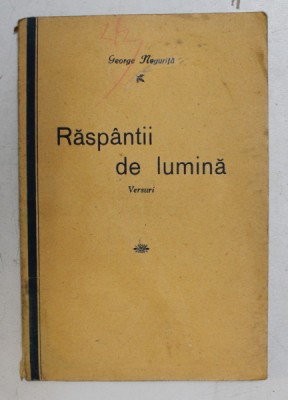 George Neguriță
Răspântii
de lumină
Versuri